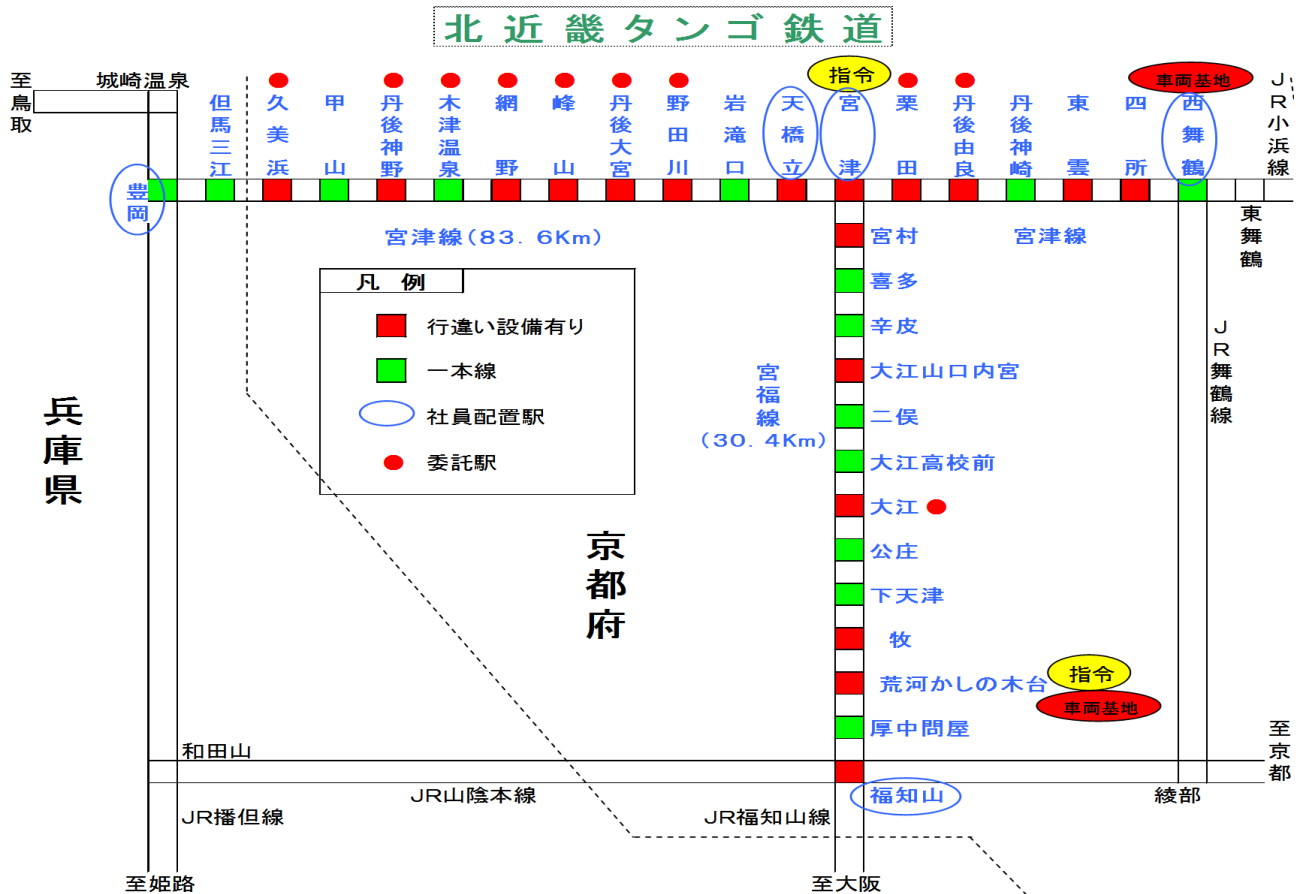 北近畿タンゴ鉄道
指令
車両基地
至鳥取
城崎温泉
JR小浜線
豊岡
但馬三江
久美浜
甲山
丹後神野
木津温泉
網野
峰山
丹後大宮
野田川
岩滝口
天橋立
宮津
栗田
丹後由良
丹後神崎
東雲
四所
西舞鶴
東舞鶴
宮津線(83.6Km)
宮津線
凡例
行違い設備有り
一本線
社員配置駅
委託駅
宮村
喜多
辛皮
大江山口内宮
二俣
大江高校前
大江
公庄
下天津
牧
荒河かしの木台
厚中問屋
福知山
宮福線
(30.4Km)
JR舞鶴線
兵庫県
京都府
指令
車両基地
和田山
至京都
JR山陰本線
綾部
JR播但線
JR福知山線
至姫路
至大阪